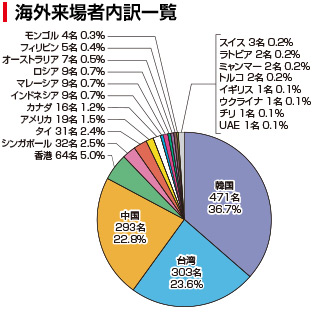 海外来場者内訳一覧
モンゴル 4名 0.3%
フィリピン 5名 0.4%
オーストラリア 7名 0.5%
ロシア 9名 0.7%
マレーシア 9名 0.7%
インドネシア 9名 0.7%
カナダ 16名 1.2%
アメリカ 19名 1.5%
タイ 31名 2.4%
シンガポール 32名 2.5%
香港 64名 5.0%
スイス 3名 0.2%
ラトビア 2名 0.2%
ミャンマー 2名 0.2%
トルコ 2名 0.2%
イギリス 1名 0.1%
ウクライナ 1名 0.1%
チリ 1名 0.1%
UAE 1名 0.1%
韓国
471名
36.7%
台湾
303名
23.6%
中国
293名
22.8%